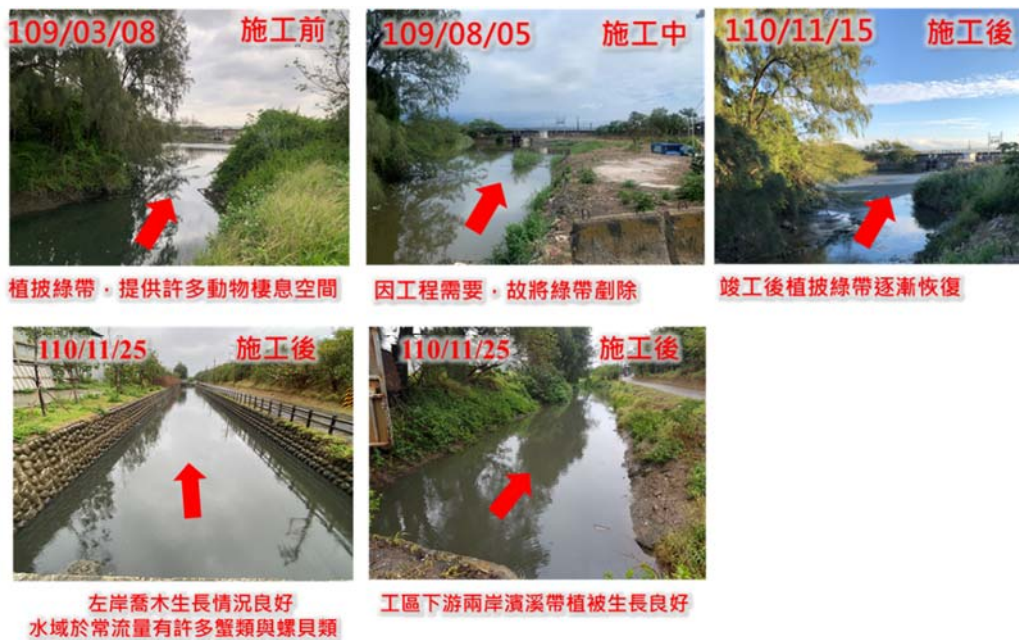 109/03/08 施工前
109/08/05 施工中
110/11/15 施工後
植披綠帶,提供許多動物棲息空間
因工程需要,故將綠帶剷除
竣工後植披綠帶逐漸恢復
110/11/25 施工後
110/11/25 施工後
左岸喬木生長情況良好
水域於常流量有許多蟹類與螺貝類
工區下游兩岸濱溪帶植被生長良好